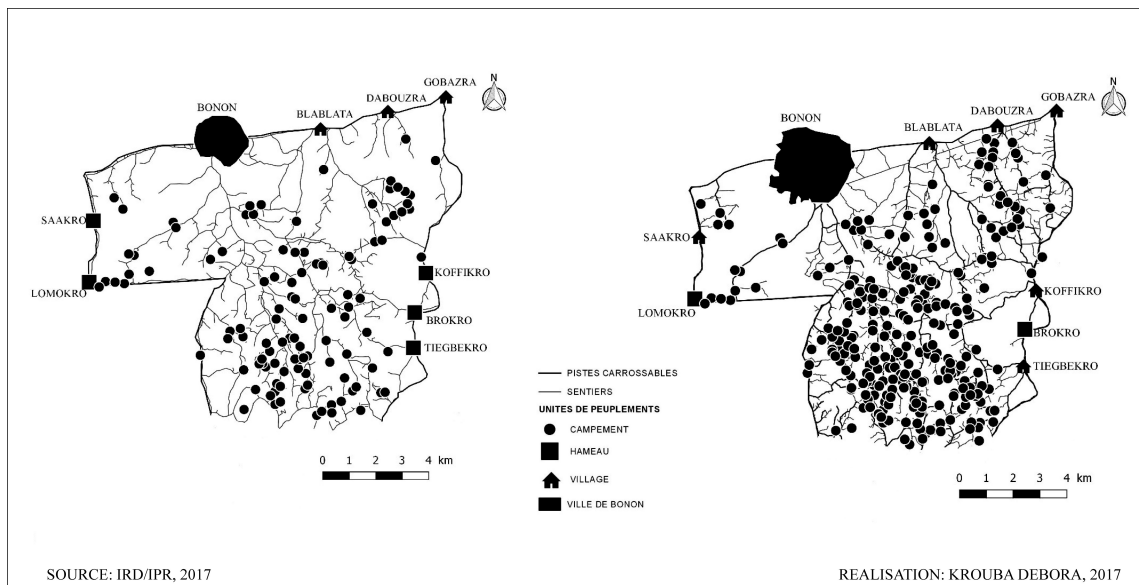 GOBAZRA
N
DABOUZRA
BONON
BLABLATA
SAAKRO
KOFFIKRO
LOMOKRO
BROKRO
TIEGBEKRO
0 1 2 3 4 km
GOBAZRA
N
DABOUZRA
BONON
BLABLATA
SAAKRO
KOFFIKRO
LOMOKRO
BROKRO
TIEGBEKRO
0 1 2 3 4 km
PISTES CARROSSABLES
SENTIERS
UNITES DE PEUPLEMENTS
CAMPEMENT
HAMEAU
VILLAGE
VILLE DE BONON
SOURCE: IRD/IPR, 2017
REALISATION: KROUBA DEBORA, 2017